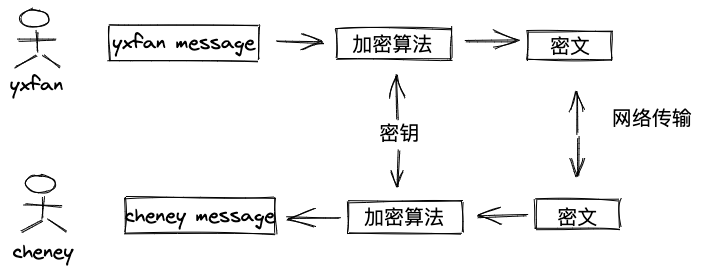 yxfan message
加密算法
密文
yxfan
密钥
网络传输
cheney message
加密算法
密文
cheney